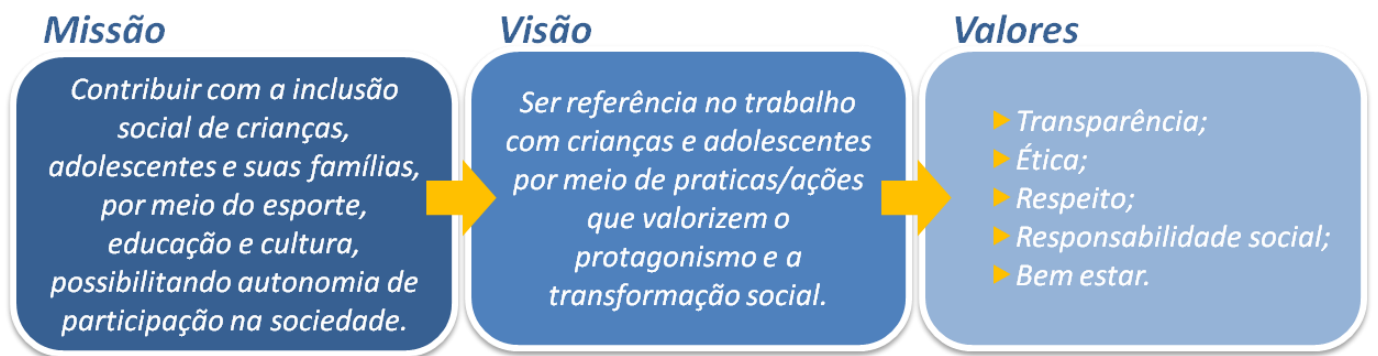 Missão
Contribuir com a inclusão
social de crianças,
adolescentes e suas famílias,
por meio do esporte,
educação e cultura,
possibilitando autonomia de
participação na sociedade.
Visão
Ser referência no trabalho
com crianças e adolescentes
por meio de praticas/ações
que valorizem o
protagonismo e a
transformação social.
Valores
Transparência;
Ética;
Respeito;
Responsabilidade social;
Bem estar.